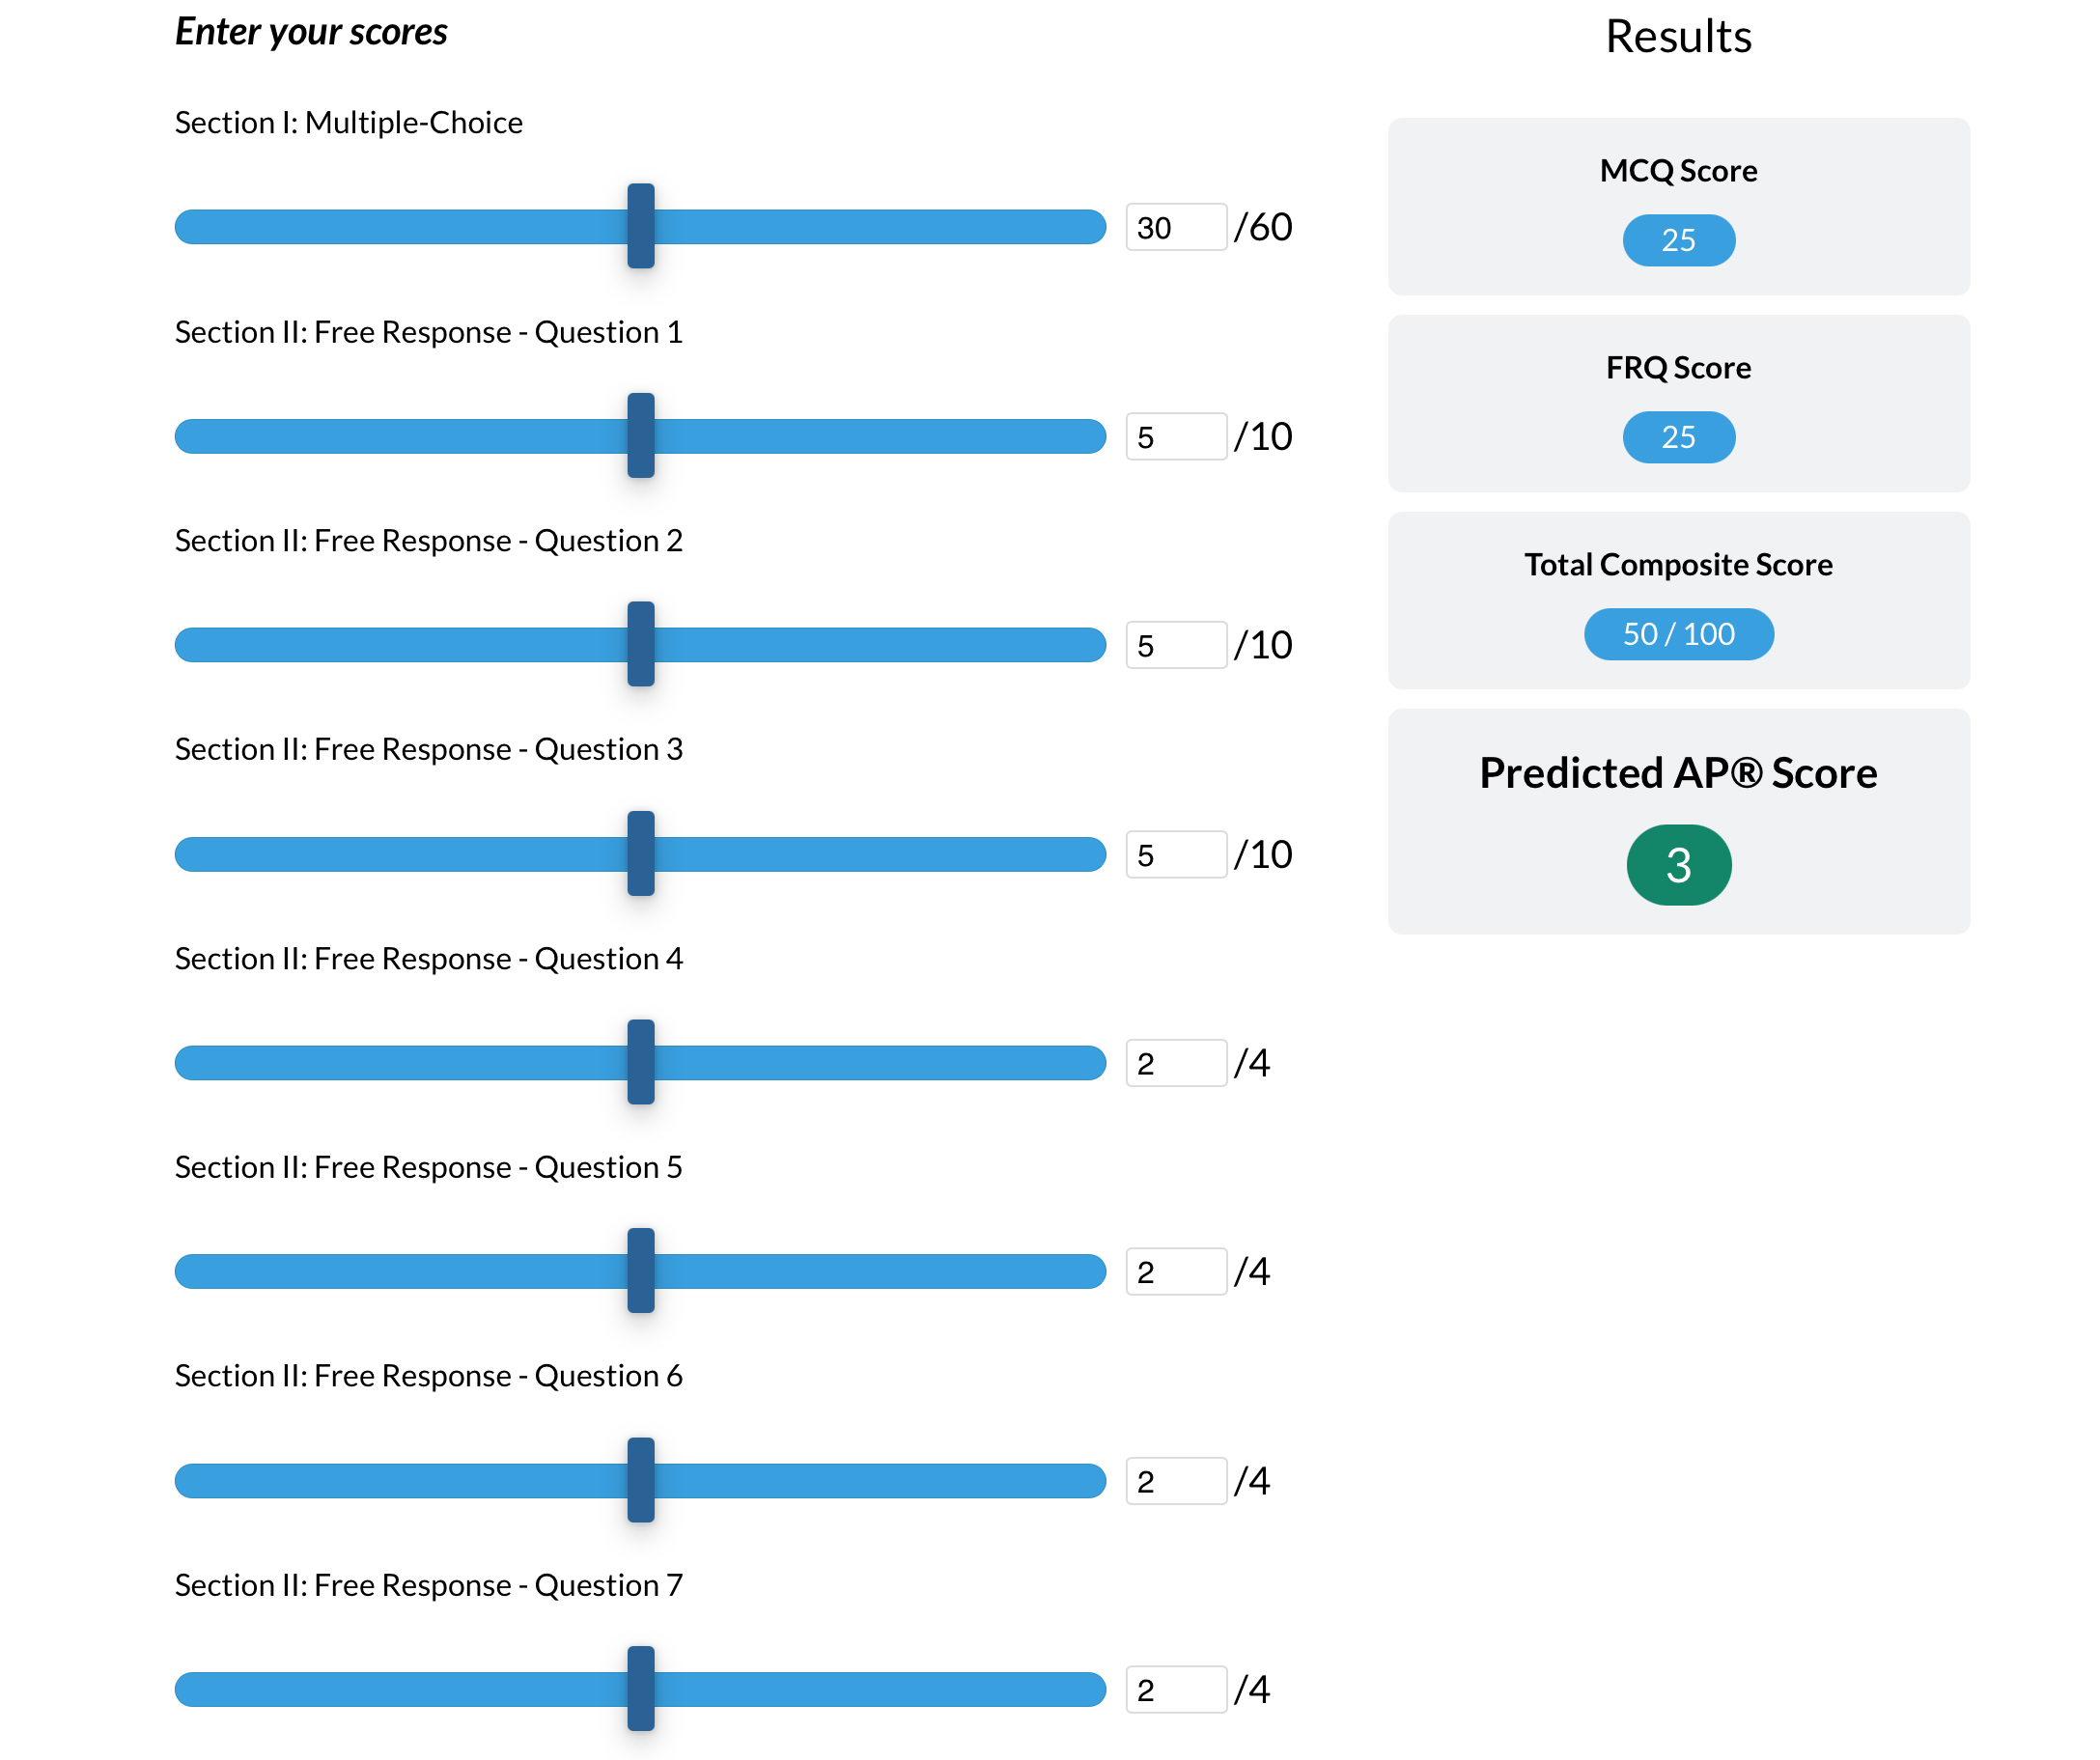 Enter your scores
Section I: Multiple-Choice
30 /60
Section II: Free Response - Question 1
5 /10
Section II: Free Response - Question 2
5 /10
Section II: Free Response - Question 3
5 /10
Section II: Free Response - Question 4
2 /4
Section II: Free Response - Question 5
2 /4
Section II: Free Response - Question 6
2 /4
Section II: Free Response - Question 7
2 /4
Results
MCQ Score
25
FRQ Score
25
Total Composite Score
50 / 100
Predicted AP® Score
3